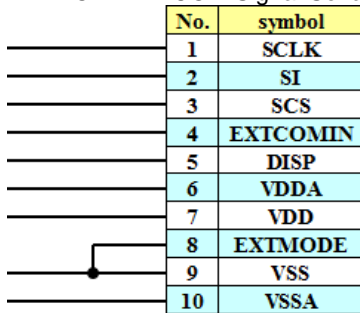 No. symbol
1 SCLK
2 SI
3 SCS
4 EXTCOMIN
5 DISP
6 VDDA
7 VDD
8 EXTMODE
9 VSS
10 VSSA